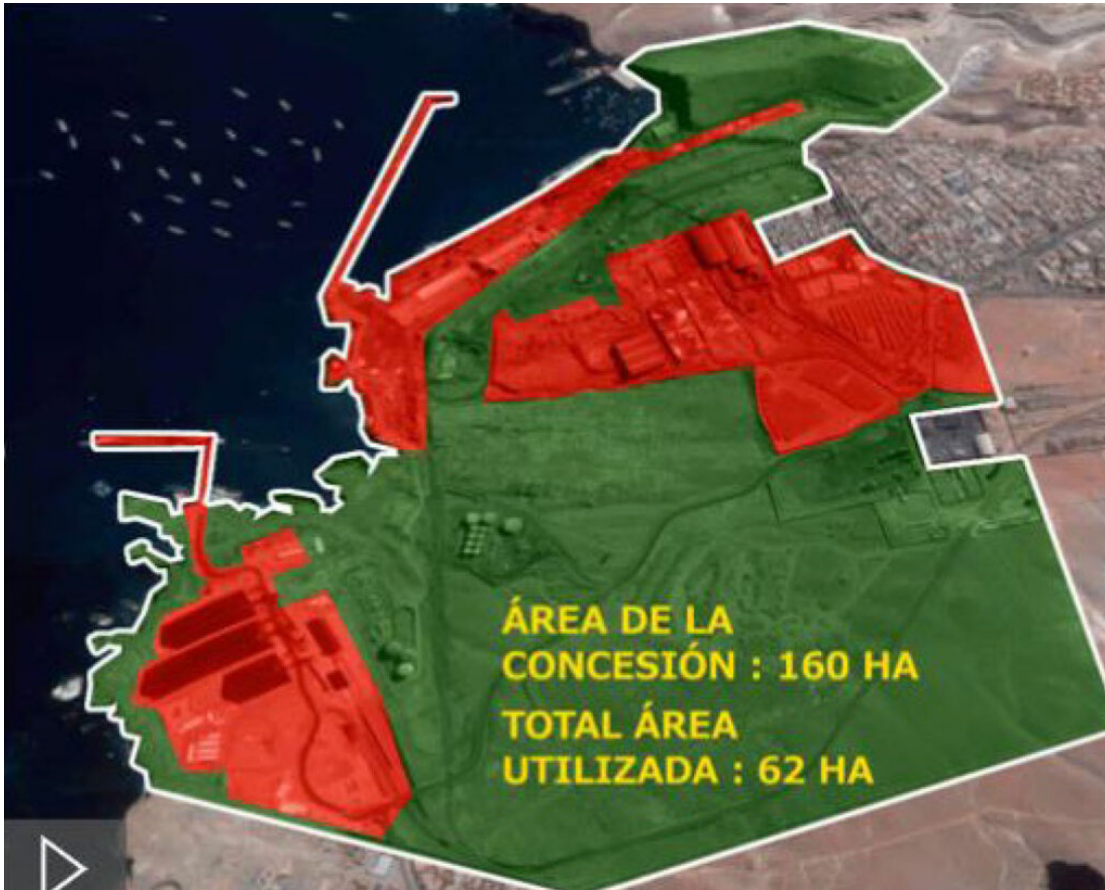 ÁREA DE LA
CONCESIÓN : 160 HA
TOTAL ÁREA
UTILIZADA : 62 HA